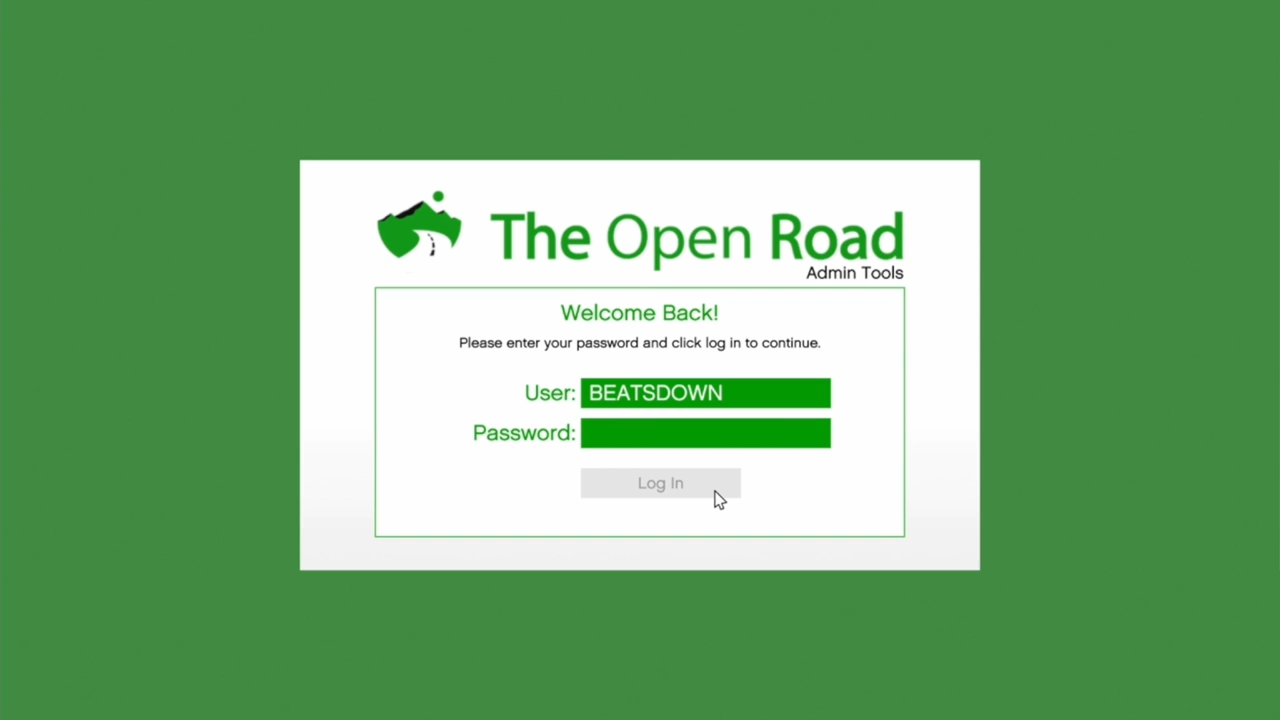 The Open Road
Admin Tools
Welcome Back!
Please enter your password and click log in to continue.
User: BEATSDOWN
Password:
Log In